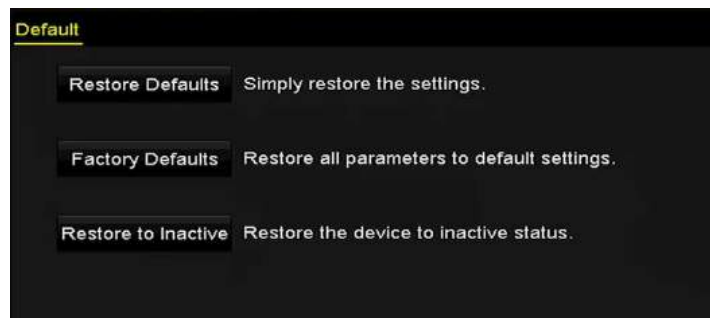 Default
Restore Defaults Simply restore the settings.
Factory Defaults Restore all parameters to default settings.
Restore to Inactive Restore the device to inactive status.